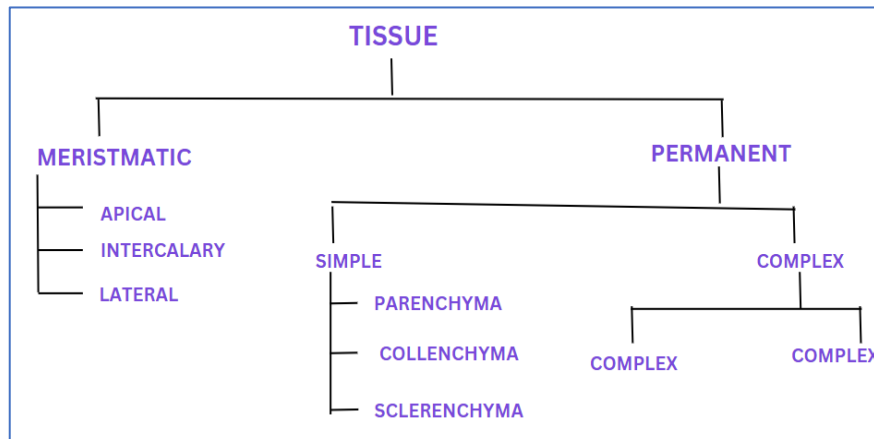 TISSUE
MERISTMATIC
PERMANENT
APICAL
INTERCALARY
LATERAL
SIMPLE
COMPLEX
PARENCHYMA
COLLENCHYMA
SCLERENCHYMA
COMPLEX
COMPLEX